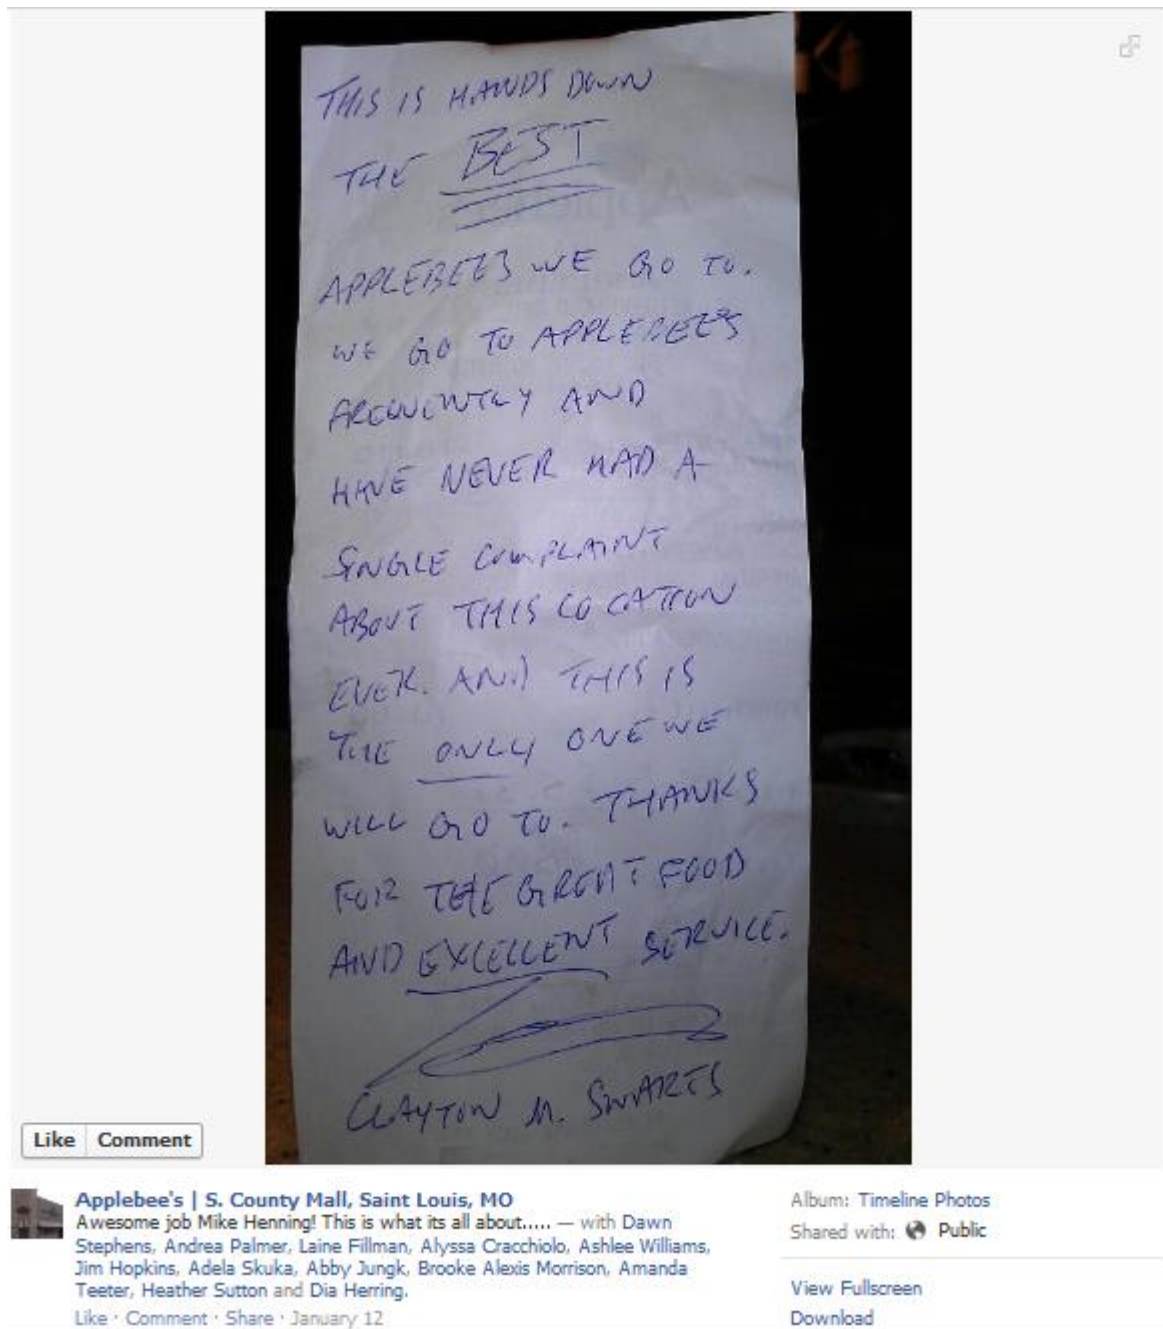 THIS IS HANDS DOWN
THE BEST
APPLEBEES WE GO TO.
WE GO TO APPLEBEES
FREQUENTLY AND
HAVE NEVER HAD A
SINGLE COMPLAINT
ABOUT THIS LOCATION
EVER. AND THIS IS
THE ONLY ONE WE
WILL GO TO. THANKS
FOR THE GREAT FOOD
AND EXCELLENT SERVICE.
CLAYTON M. SWARTS
Like Comment
Applebee's | S. County Mall, Saint Louis, MO
Awesome job Mike Henning! This is what its all about..... — with Dawn
Stephens, Andrea Palmer, Laine Fillman, Alyssa Cracchiolo, Ashlee Williams,
Jim Hopkins, Adela Skuka, Abby Jungk, Brooke Alexis Morrison, Amanda
Teeter, Heather Sutton and Dia Herring.
Like · Comment · Share · January 12
Album: Timeline Photos
Shared with: Public
View Fullscreen
Download